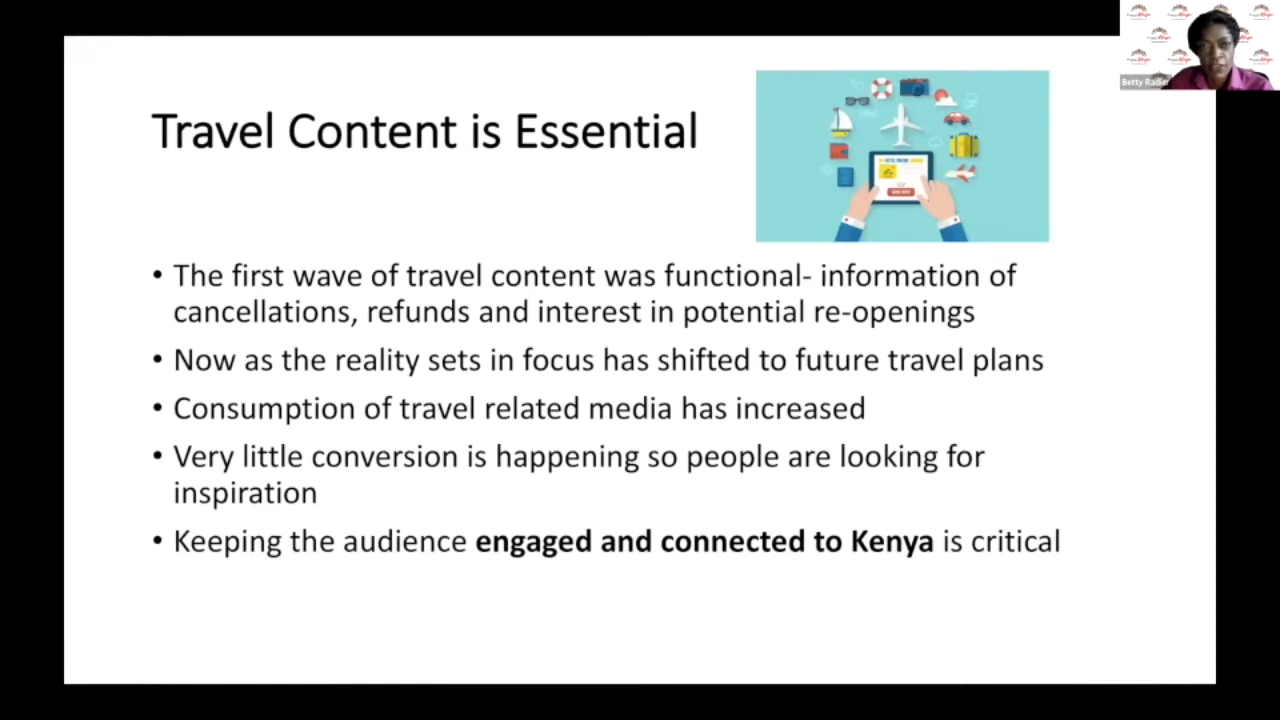 Travel Content is Essential
• The first wave of travel content was functional- information of
cancellations, refunds and interest in potential re-openings
• Now as the reality sets in focus has shifted to future travel plans
• Consumption of travel related media has increased
• Very little conversion is happening so people are looking for
inspiration
• Keeping the audience engaged and connected to Kenya is critical
Betty